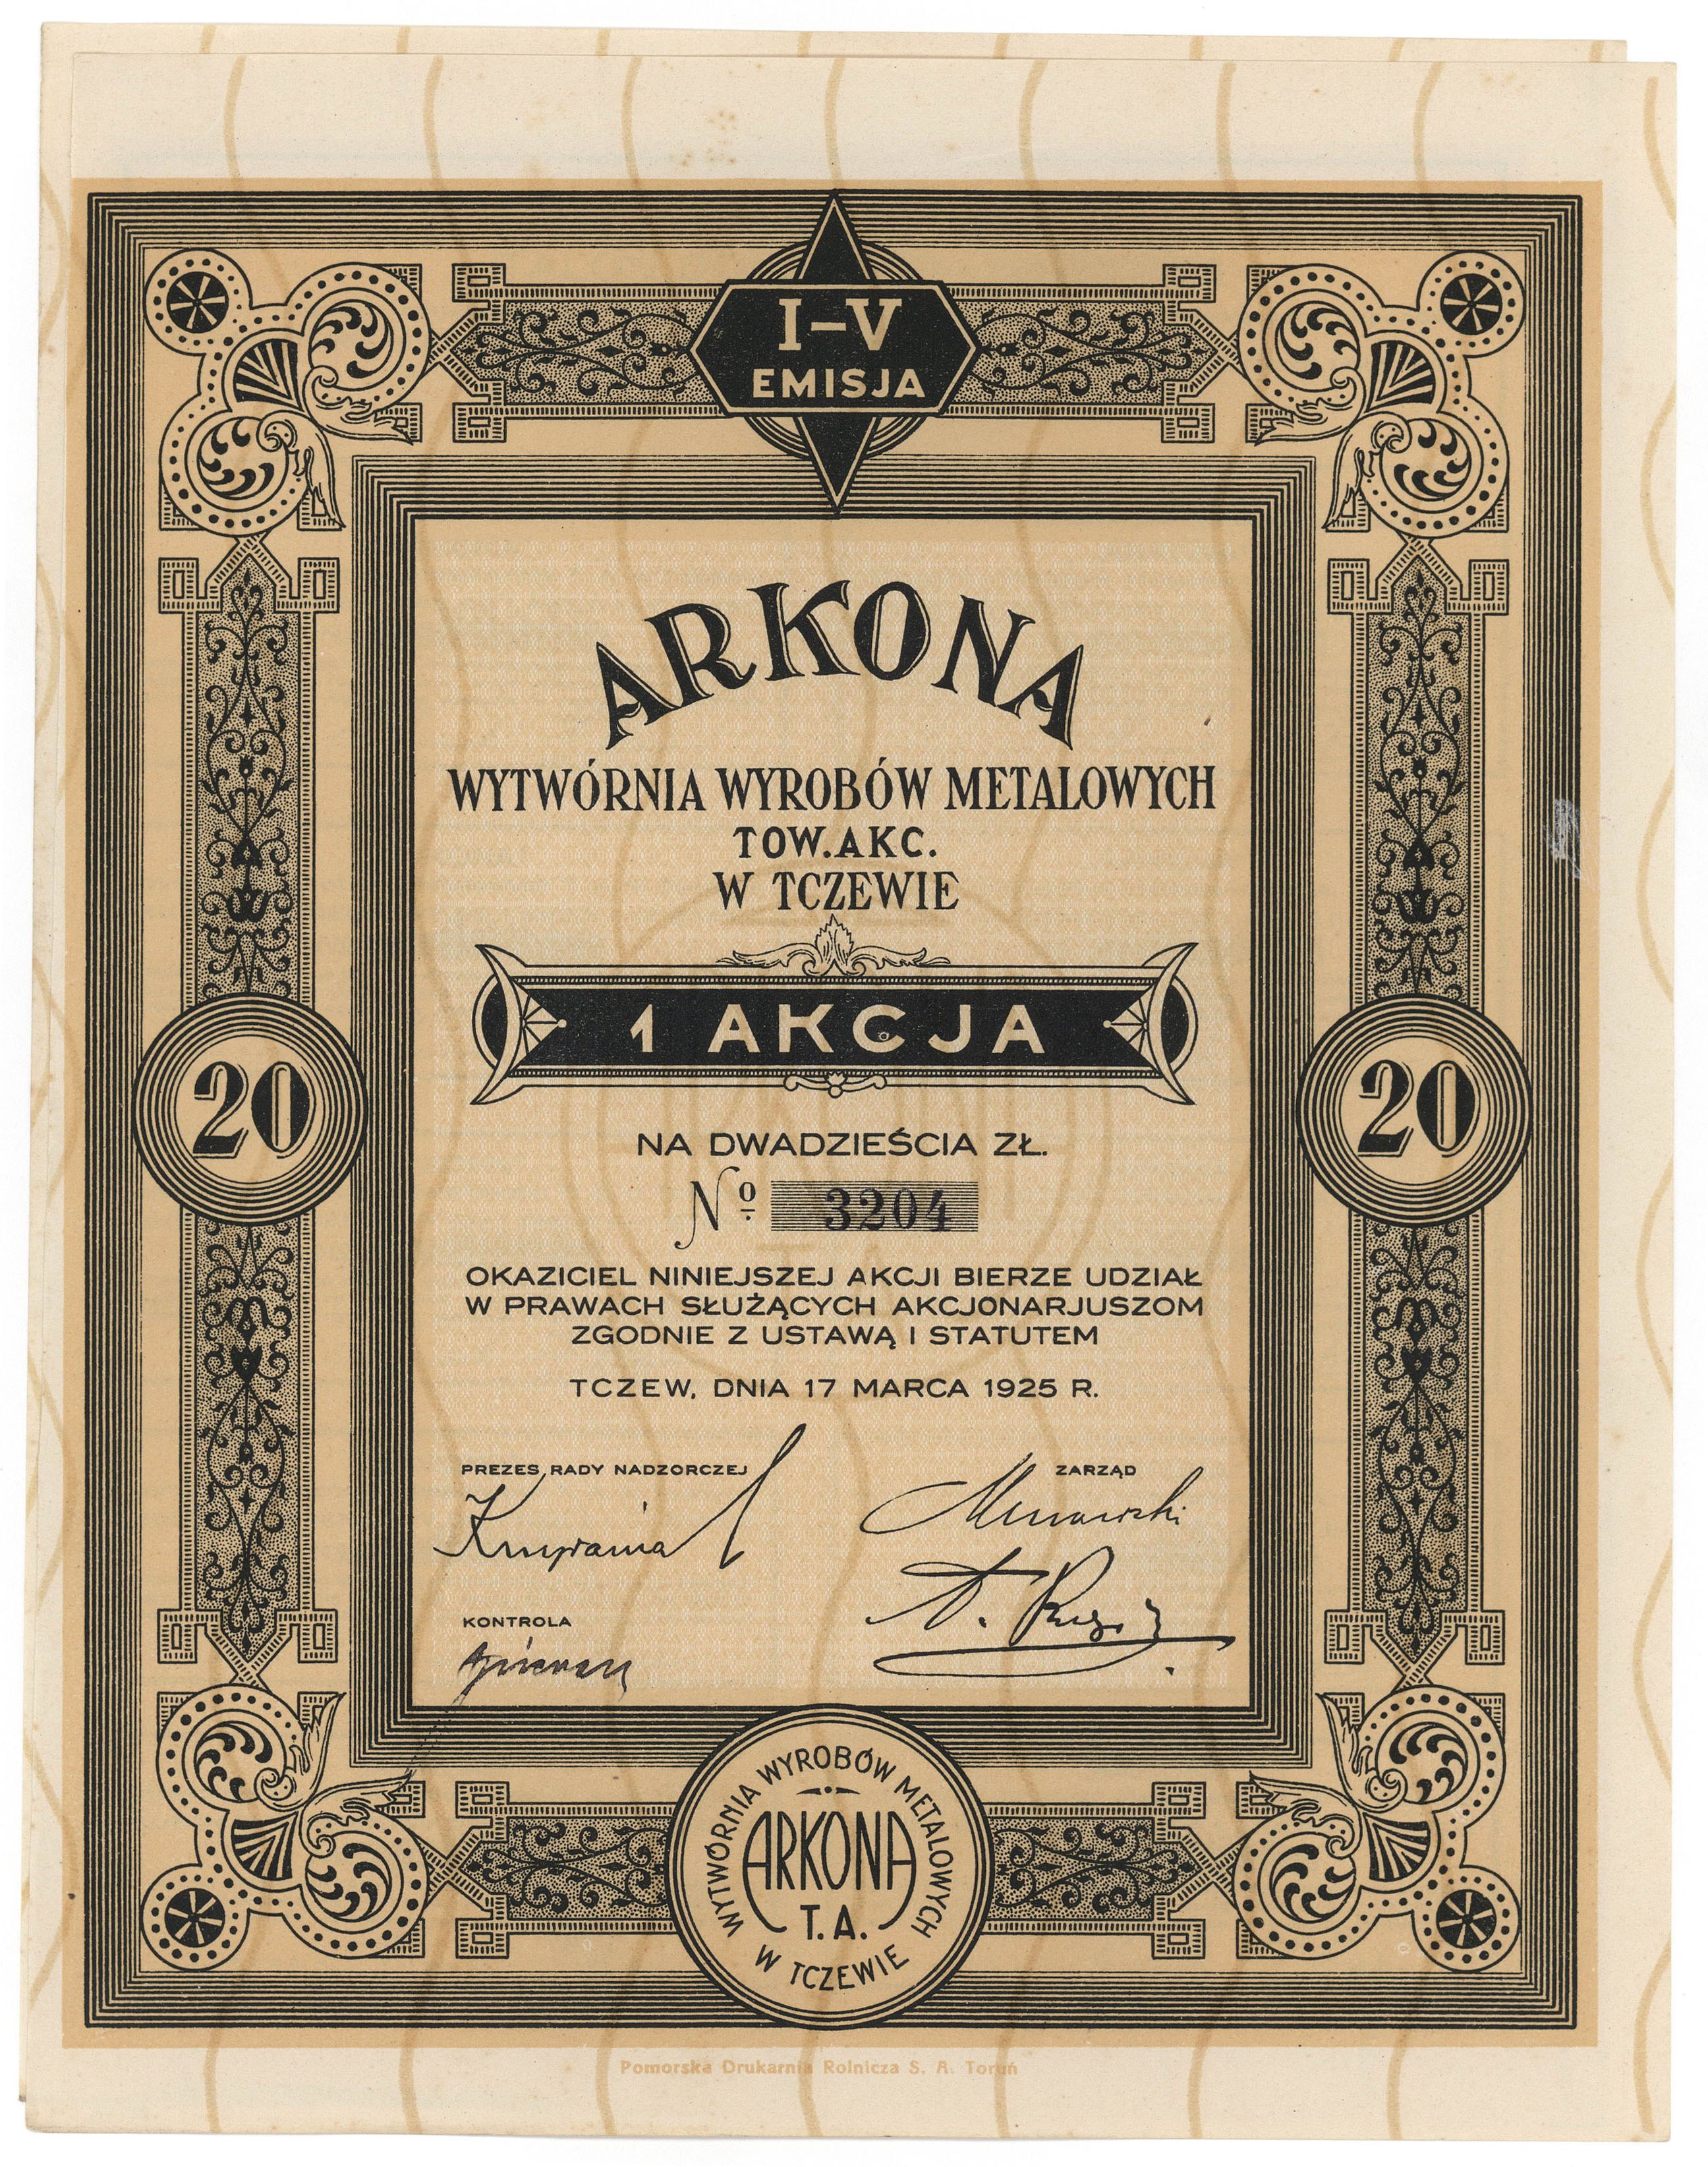 I–V
EMISJA
ARKONA
WYTWÓRNIA WYROBÓW METALOWYCH
TOW. AKC.
W TCZEWIE
1 AKCJA
20
20
NA DWADZIEŚCIA ZŁ.
Nº 3204
OKAZICIEL NINIEJSZEJ AKCJI BIERZE UDZIAŁ
W PRAWACH SŁUŻĄCYCH AKCJONARJUSZOM
ZGODNIE Z USTAWĄ I STATUTEM
TCZEW, DNIA 17 MARCA 1925 R.
PREZES RADY NADZORCZEJ
ZARZĄD
KONTROLA
WYTWÓRNIA WYROBÓW METALOWYCH
ARKONA
T. A.
W TCZEWIE
Pomorska Drukarnia Rolnicza S. A. Toruń